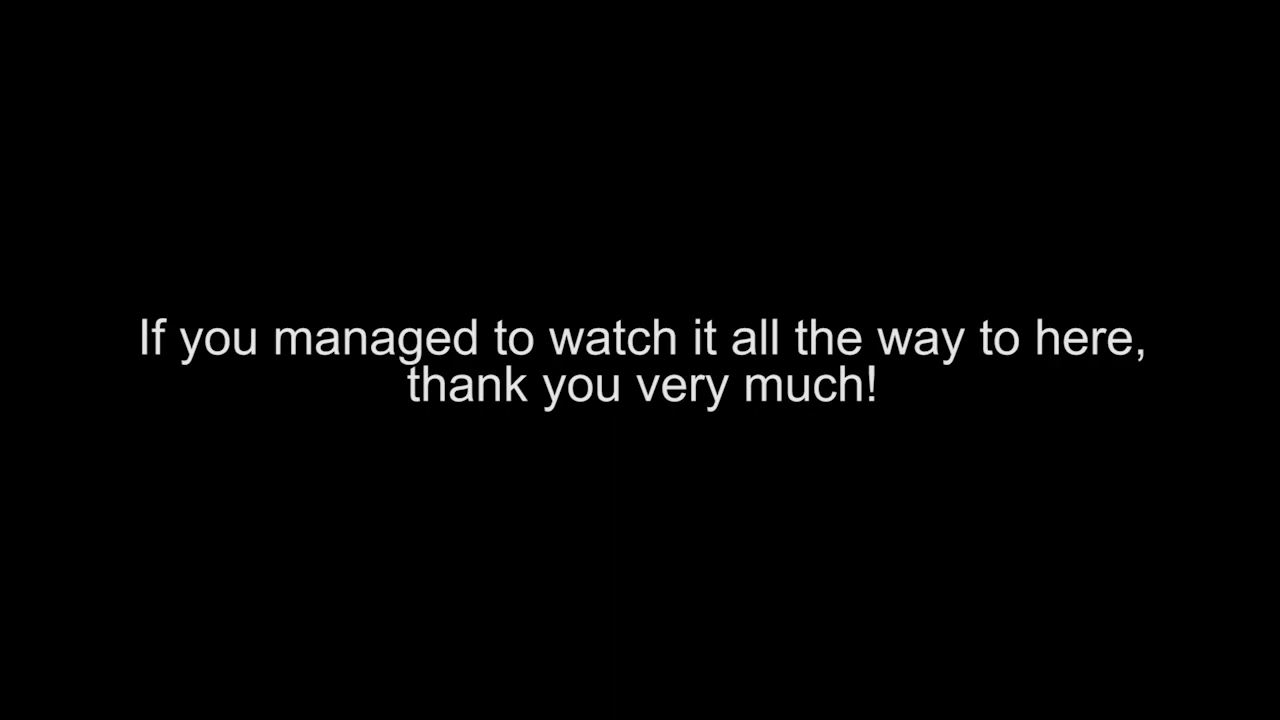 If you managed to watch it all the way to here,
thank you very much!